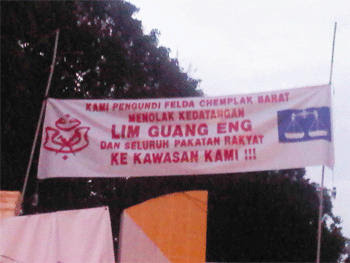 KAMI PENGUNDI FELDA CHEMPLAK BARAT
MENOLAK KEDATANGAN
LIM GUANG ENG
DAN SELURUH PAKATAN RAKYAT
KE KAWASAN KAMI !!!